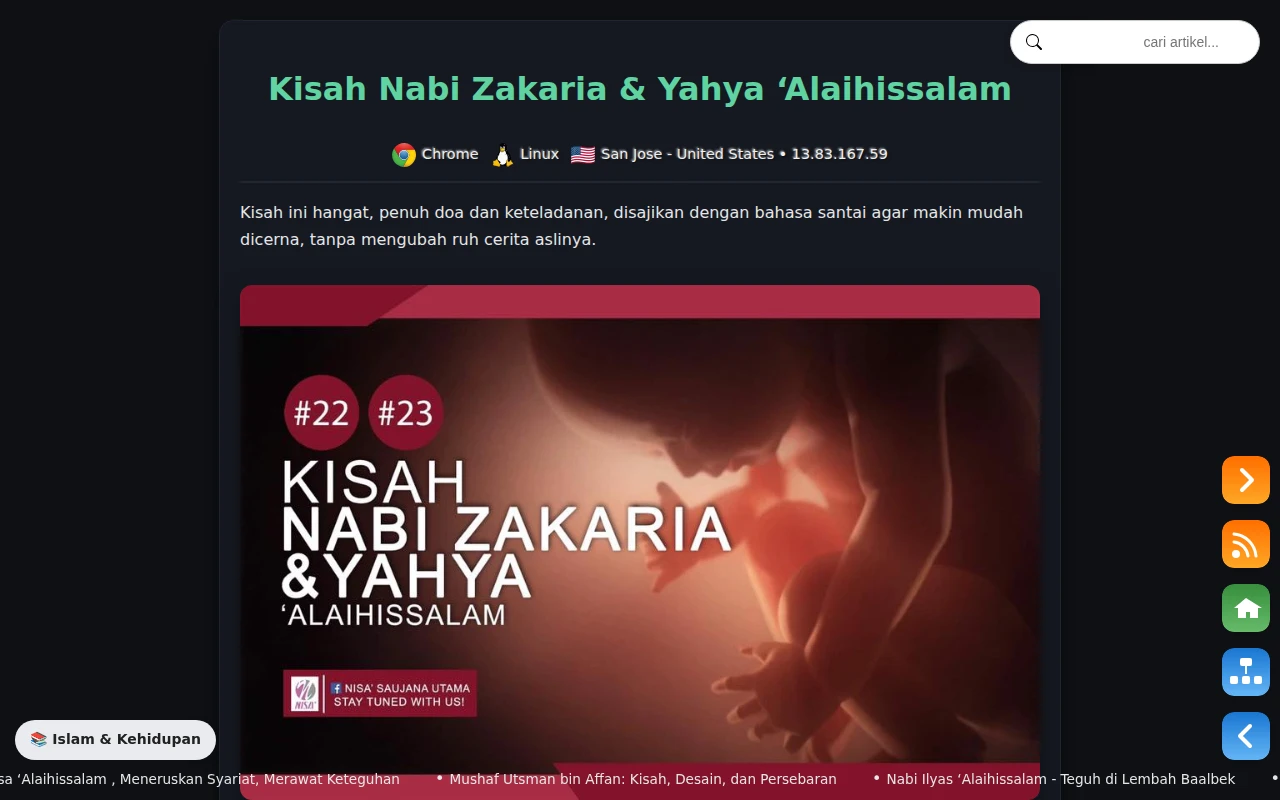 cari artikel...
Kisah Nabi Zakaria & Yahya ‘Alaihissalam
Chrome Linux San Jose - United States • 13.83.167.59
Kisah ini hangat, penuh doa dan keteladanan, disajikan dengan bahasa santai agar makin mudah
dicerna, tanpa mengubah ruh cerita aslinya.
#22 #23
KISAH
NABI ZAKARIA
&YAHYA
‘ALAIHISSALAM
NISA' SAUJANA UTAMA
STAY TUNED WITH US!
Islam & Kehidupan
sa ‘Alaihissalam , Meneruskan Syariat, Merawat Keteguhan • Mushaf Utsman bin Affan: Kisah, Desain, dan Persebaran • Nabi Ilyas ‘Alaihissalam - Teguh di Lembah Baalbek •